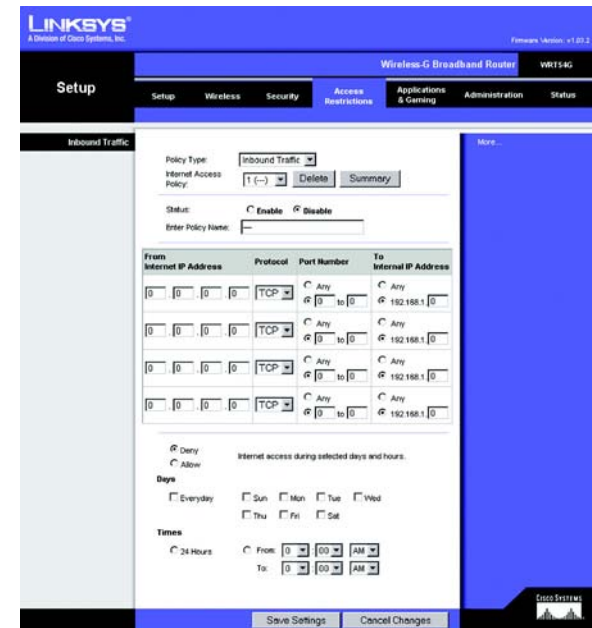 LINKSYS®
A Division of Cisco Systems, Inc.
Firmware Version: v1.00.2
Wireless-G Broadband Router WRT54G
Setup
Setup Wireless Security Access Restrictions Applications & Gaming Administration Status
Inbound Traffic
More...
Policy Type: Inbound Traffic
Internet Access Policy: 1 (--) Delete Summary
Status: Enable Disable
Enter Policy Name: ---
From Internet IP Address Protocol Port Number To Internal IP Address
0 . 0 . 0 . 0 TCP Any Any
0 to 0 192.168.1. 0
0 . 0 . 0 . 0 TCP Any Any
0 to 0 192.168.1. 0
0 . 0 . 0 . 0 TCP Any Any
0 to 0 192.168.1. 0
0 . 0 . 0 . 0 TCP Any Any
0 to 0 192.168.1. 0
Deny
Allow
Internet access during selected days and hours.
Days
Everyday Sun Mon Tue Wed
Thu Fri Sat
Times
24 Hours From: 0 : 00 AM
To: 0 : 00 AM
CISCO SYSTEMS
Save Settings Cancel Changes